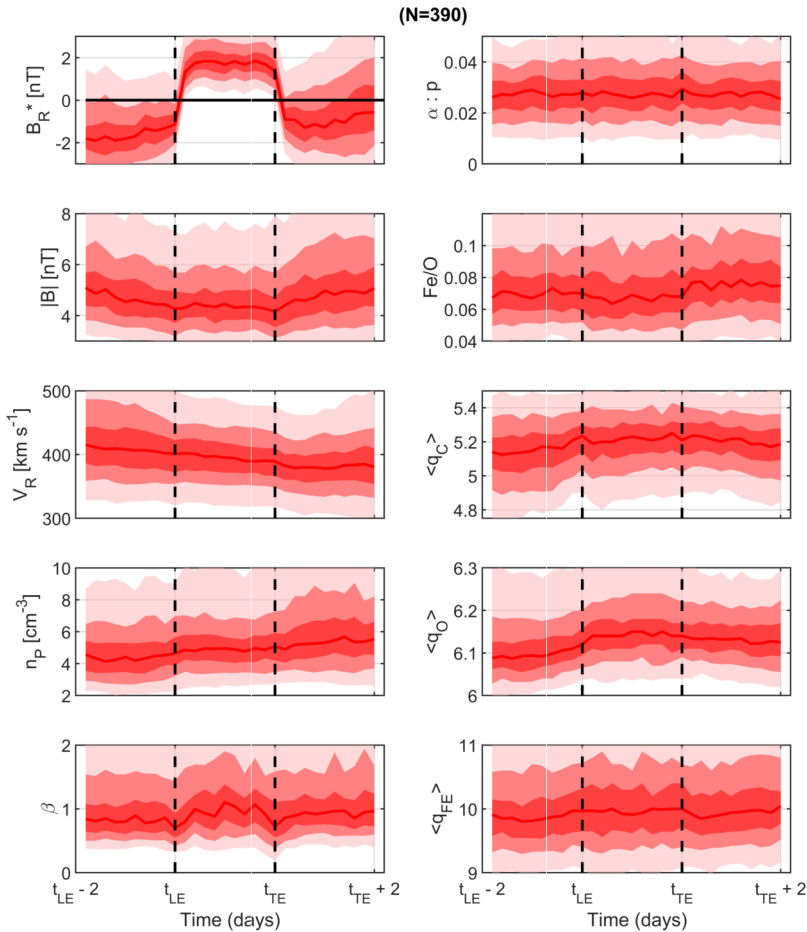 (N=390)
B_R* [nT]
2
0
-2
α : p
0.04
0.02
0
|B| [nT]
8
6
4
Fe/O
0.1
0.08
0.06
0.04
V_R [km s^-1]
500
400
300
<q_C>
5.4
5.2
5
4.8
n_P [cm^-3]
10
8
6
4
2
<q_O>
6.3
6.2
6.1
6
β
2
1
0
<q_FE>
11
10
9
t_LE - 2 t_LE t_TE t_TE + 2
Time (days)
t_LE - 2 t_LE t_TE t_TE + 2
Time (days)